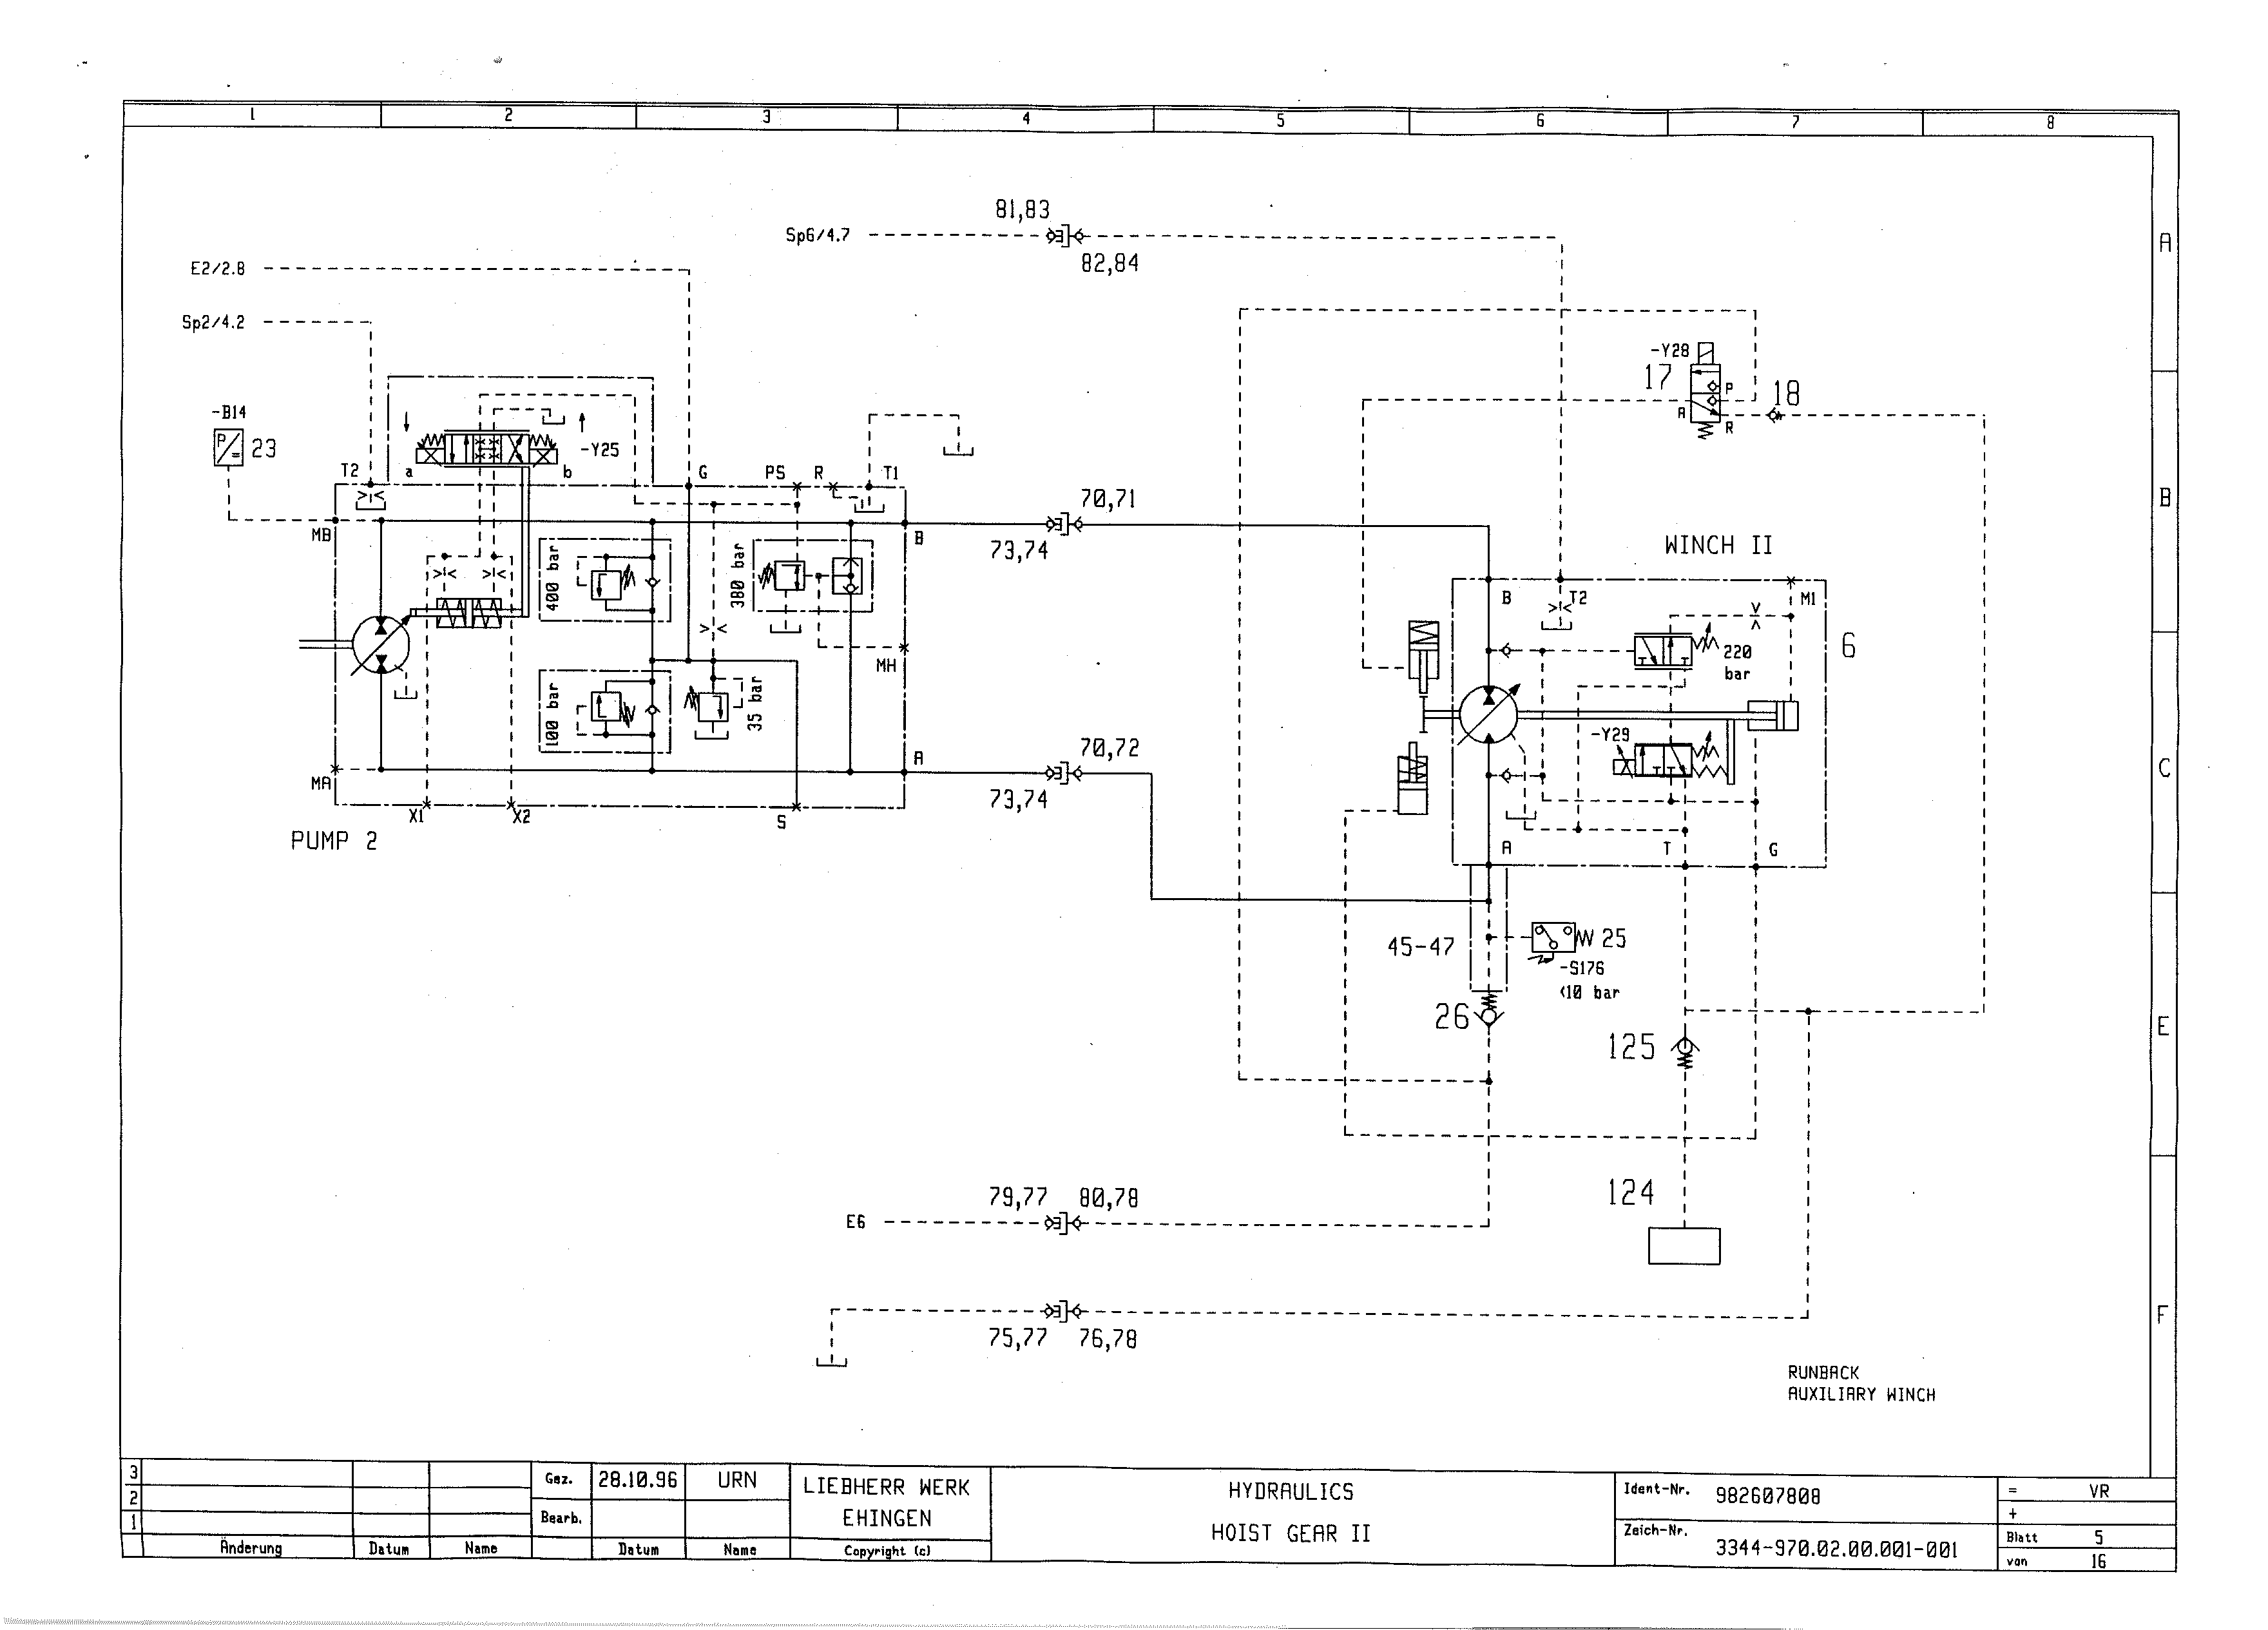 1 2 3 4 5 6 7 8
A
B
C
E
F
81,83
Sp6/4.7
82,84
E2/2.8
Sp2/4.2
-B14
P
=
23
-Y25
a
b
T2
G
PS
R
T1
MB
B
400 bar
380 bar
MH
100 bar
35 bar
MA
A
X1
X2
S
PUMP 2
70,71
73,74
70,72
73,74
-Y28
17
P
A
R
18
WINCH II
B
T2
M1
6
220
bar
-Y29
A
T
G
45-47
25
-S176
<10 bar
26
125
124
79,77 80,78
E6
75,77 76,78
RUNBACK
AUXILIARY WINCH
3
2
1
Änderung
Datum
Name
Gez.
28.10.96
URN
Bearb.
Datum
Name
LIEBHERR WERK
EHINGEN
Copyright (c)
HYDRAULICS
HOIST GEAR II
Ident-Nr. 982607808
Zeich-Nr. 3344-970.02.00.001-001
= VR
+
Blatt 5
von 16